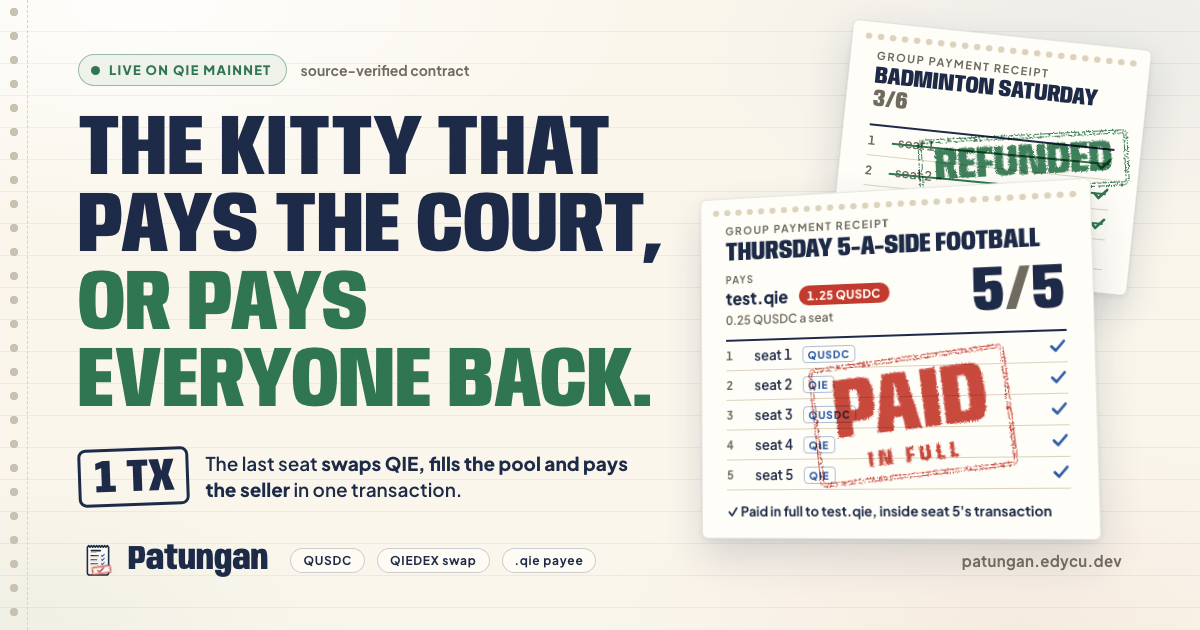 LIVE ON QIE MAINNET
source-verified contract
THE KITTY THAT
PAYS THE COURT,
OR PAYS
EVERYONE BACK.
1 TX
The last seat swaps QIE, fills the pool and pays
the seller in one transaction.
Patungan
QUSDC
QIEDEX swap
.qie payee
GROUP PAYMENT RECEIPT
BADMINTON SATURDAY
3/6
1 seat 1
2 seat 2
REFUNDED
GROUP PAYMENT RECEIPT
THURSDAY 5-A-SIDE FOOTBALL
PAYS
test.qie 1.25 QUSDC
0.25 QUSDC a seat
5/5
1 seat 1 QUSDC
2 seat 2 QIE
3 seat 3 QUSDC
4 seat 4 QIE
5 seat 5 QIE
PAID
IN FULL
✓ Paid in full to test.qie, inside seat 5's transaction
patungan.edycu.dev